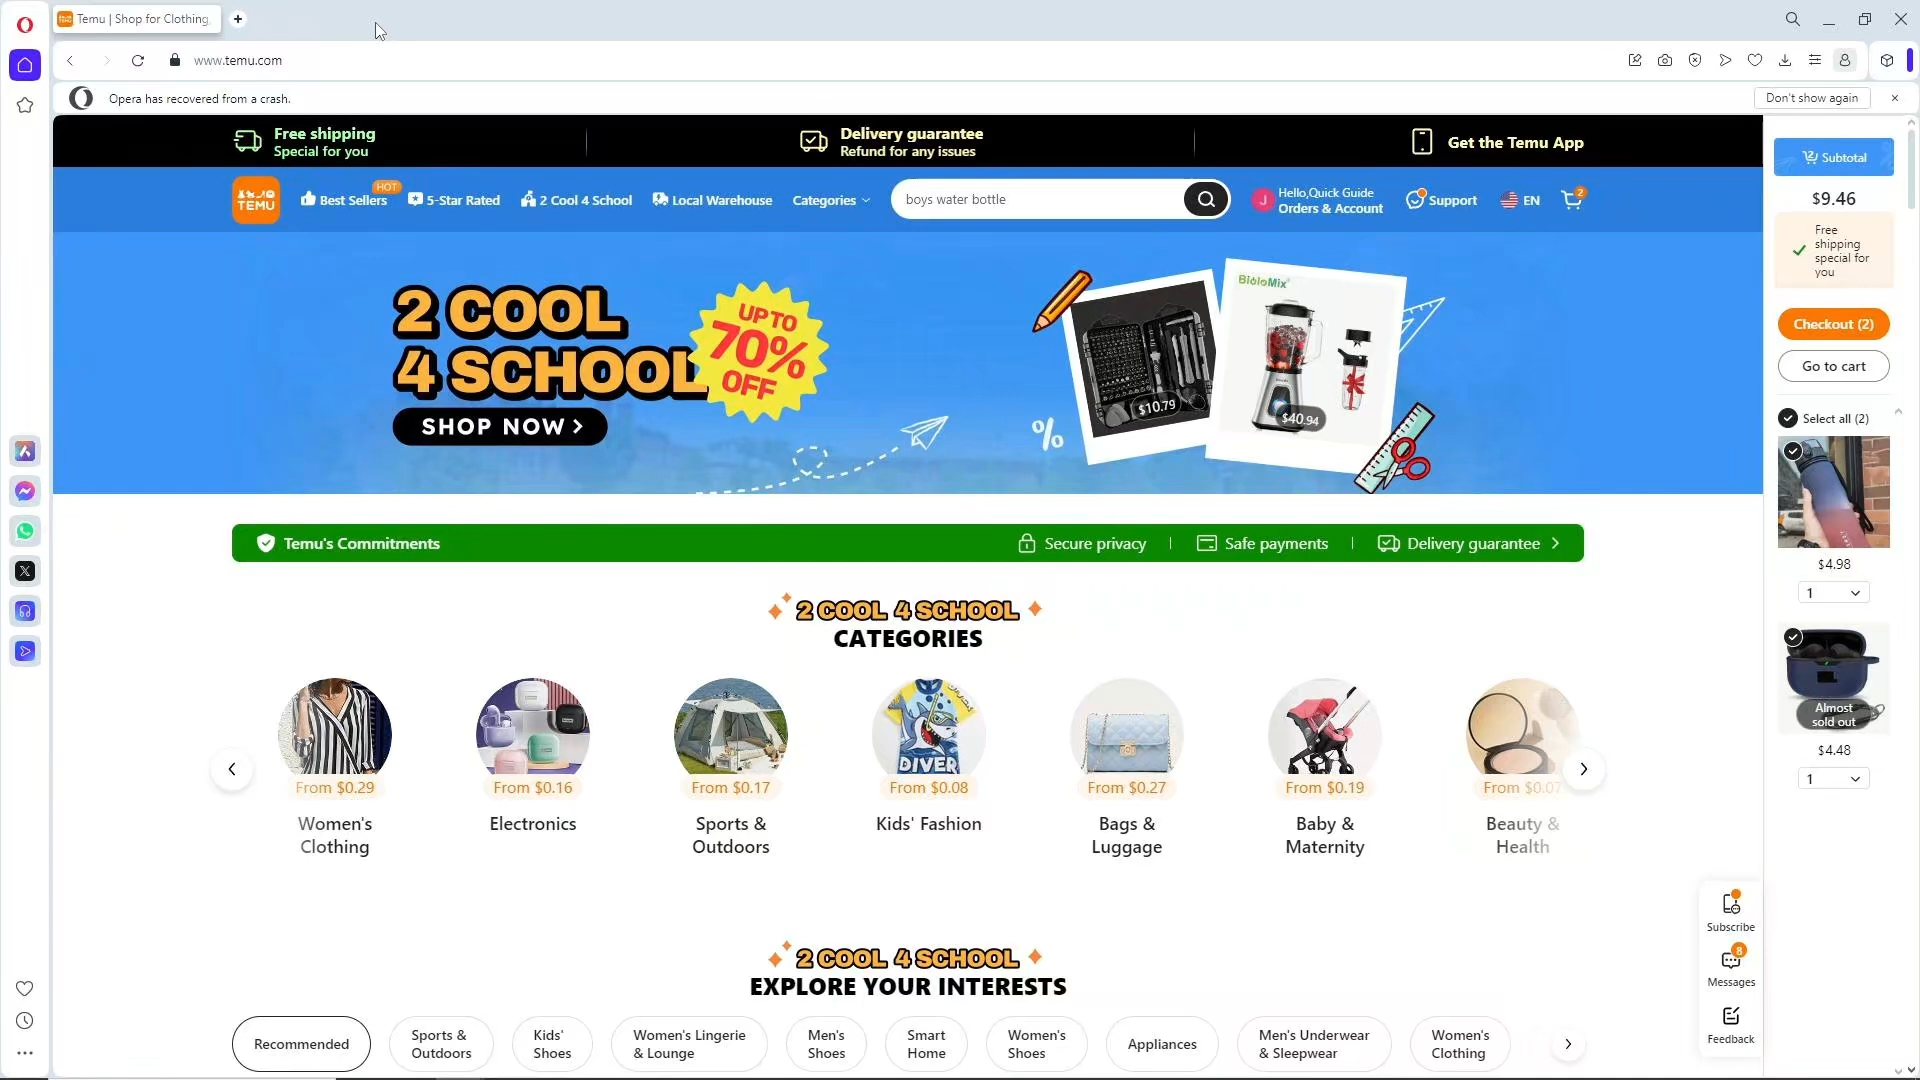 Temu | Shop for Clothing,
www.temu.com
Opera has recovered from a crash.
Don't show again
Free shipping
Special for you
Delivery guarantee
Refund for any issues
Get the Temu App
TEMU
Best Sellers
HOT
5-Star Rated
2 Cool 4 School
Local Warehouse
Categories
boys water bottle
J
Hello,Quick Guide
Orders & Account
Support
EN
2
2 COOL
4 SCHOOL
UP TO
70%
OFF
SHOP NOW
%
$10.79
BioloMix
$40.94
Temu's Commitments
Secure privacy
Safe payments
Delivery guarantee
2 COOL 4 SCHOOL
CATEGORIES
DIVER
From $0.29
From $0.16
From $0.17
From $0.08
From $0.27
From $0.19
From $0.07
Women's
Clothing
Electronics
Sports &
Outdoors
Kids' Fashion
Bags &
Luggage
Baby &
Maternity
Beauty &
Health
2 COOL 4 SCHOOL
EXPLORE YOUR INTERESTS
Recommended
Sports &
Outdoors
Kids'
Shoes
Women's Lingerie
& Lounge
Men's
Shoes
Smart
Home
Women's
Shoes
Appliances
Men's Underwear
& Sleepwear
Women's
Clothing
Subtotal
$9.46
Free
shipping
special for
you
Checkout (2)
Go to cart
Select all (2)
$4.98
1
Almost
sold out
$4.48
1
Subscribe
8
Messages
Feedback